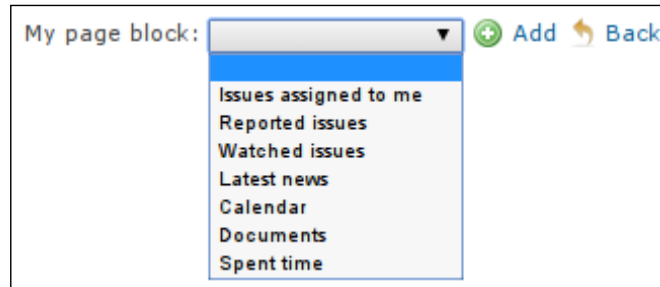 My page block: Add Back
Issues assigned to me
Reported issues
Watched issues
Latest news
Calendar
Documents
Spent time